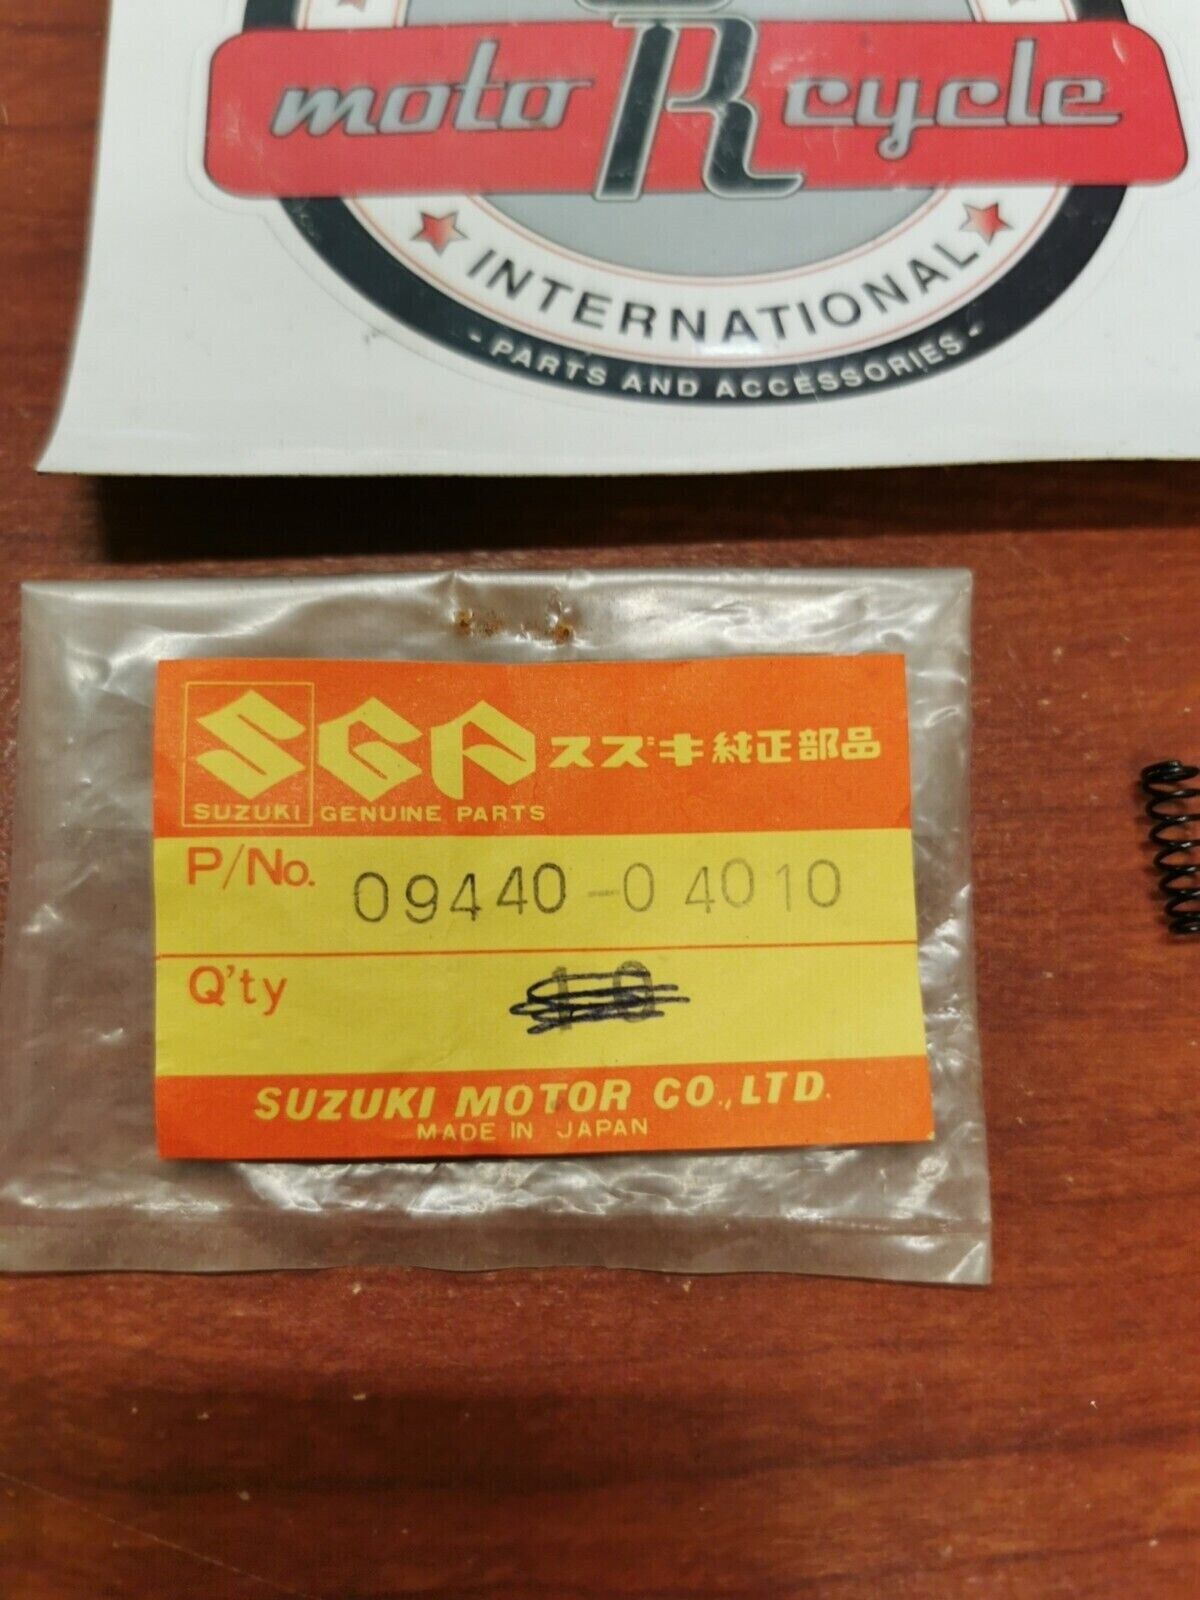 moto R cycle
INTERNATIONAL
- PARTS AND ACCESSORIES -
SGP スズキ純正部品
SUZUKI GENUINE PARTS
P/No. 09440-04010
Q'ty 10
SUZUKI MOTOR CO., LTD.
MADE IN JAPAN